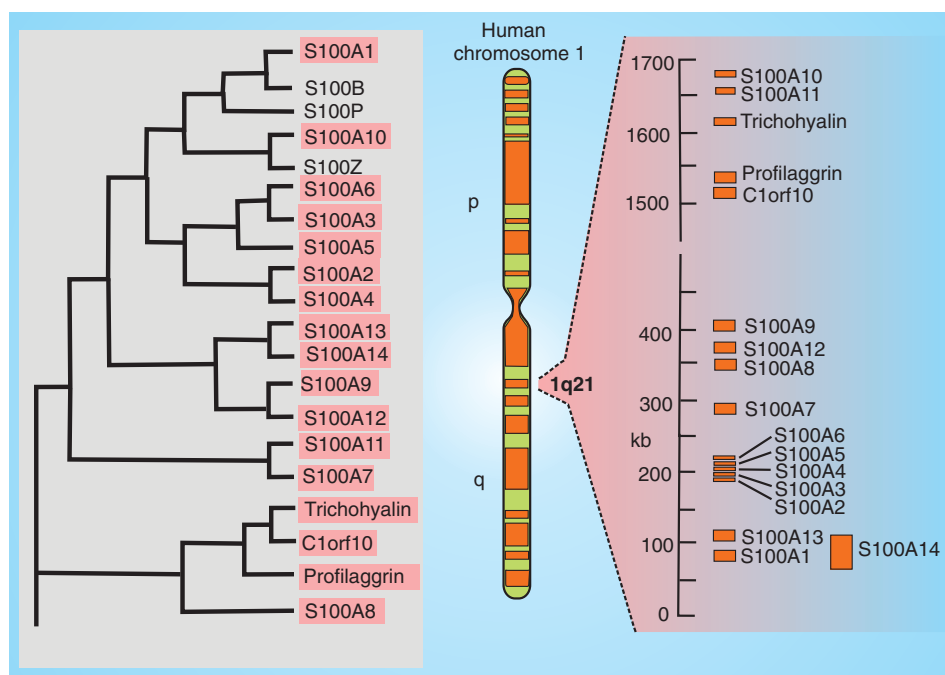 S100A1
S100B
S100P
S100A10
S100Z
S100A6
S100A3
S100A5
S100A2
S100A4
S100A13
S100A14
S100A9
S100A12
S100A11
S100A7
Trichohyalin
C1orf10
Profilaggrin
S100A8
Human
chromosome 1
p
q
1q21
1700
1600
1500
400
300
kb
200
100
0
S100A10
S100A11
Trichohyalin
Profilaggrin
C1orf10
S100A9
S100A12
S100A8
S100A7
S100A6
S100A5
S100A4
S100A3
S100A2
S100A13
S100A1
S100A14